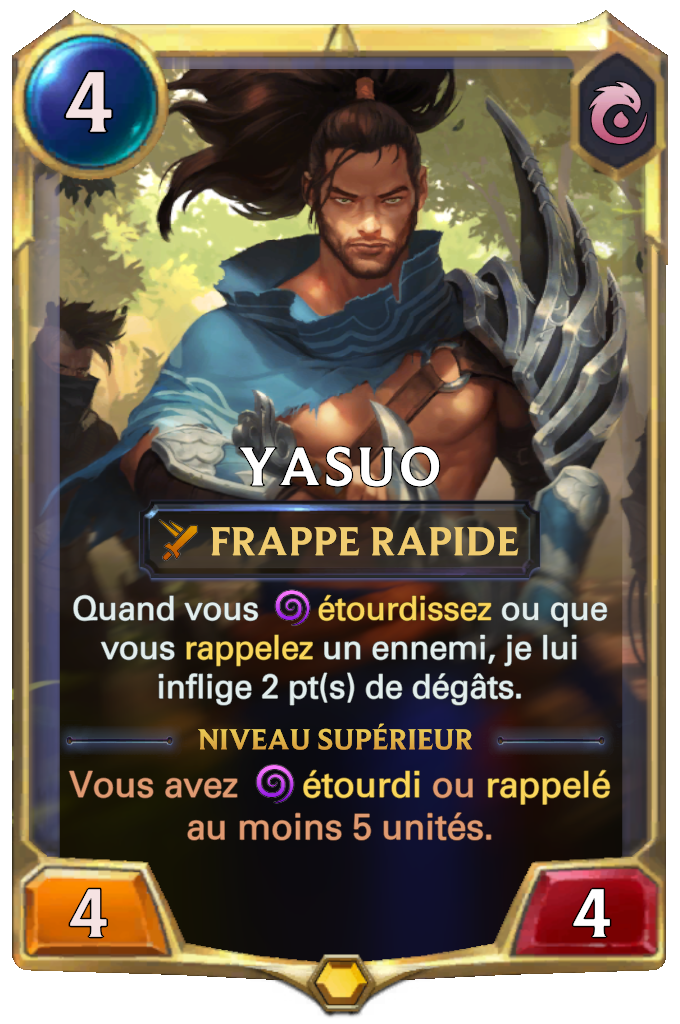 4
YASUO
FRAPPE RAPIDE
Quand vous étourdissez ou que
vous rappelez un ennemi, je lui
inflige 2 pt(s) de dégâts.
NIVEAU SUPÉRIEUR
Vous avez étourdi ou rappelé
au moins 5 unités.
4
4